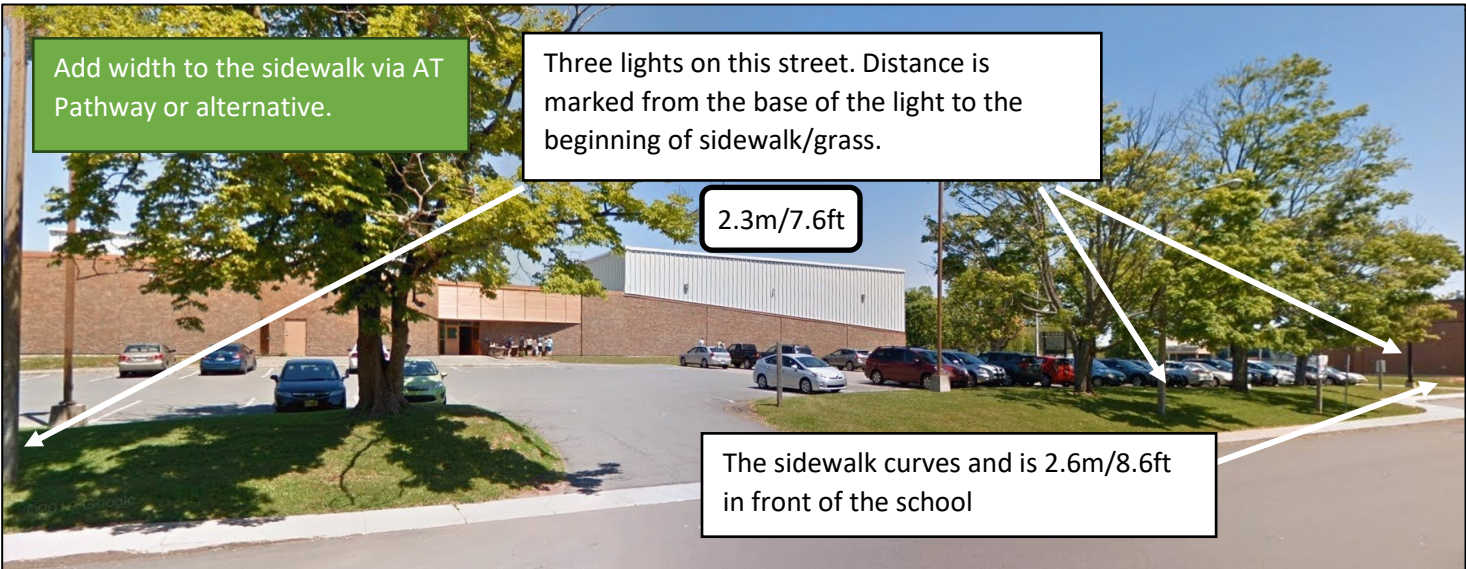 Add width to the sidewalk via AT
Pathway or alternative.
Three lights on this street. Distance is
marked from the base of the light to the
beginning of sidewalk/grass.
2.3m/7.6ft
The sidewalk curves and is 2.6m/8.6ft
in front of the school